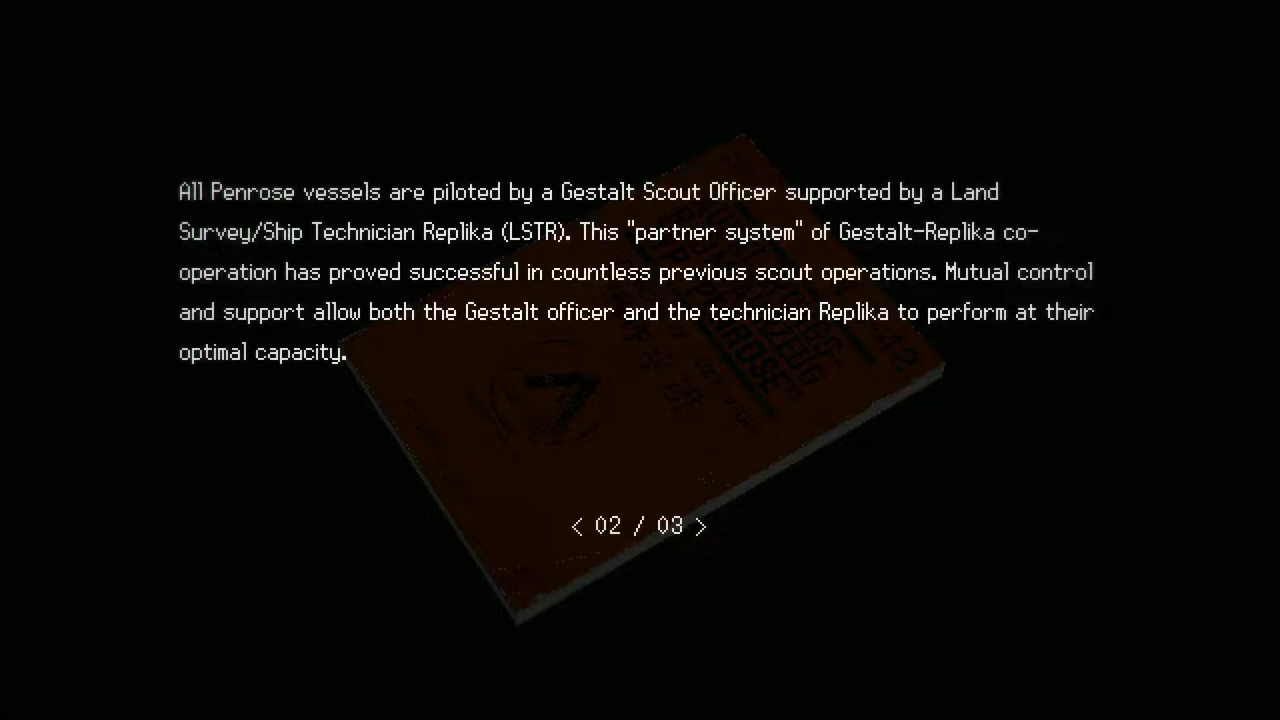 All Penrose vessels are piloted by a Gestalt Scout Officer supported by a Land
Survey/Ship Technician Replika (LSTR). This "partner system" of Gestalt-Replika co-
operation has proved successful in countless previous scout operations. Mutual control
and support allow both the Gestalt officer and the technician Replika to perform at their
optimal capacity.
< 02 / 03 >